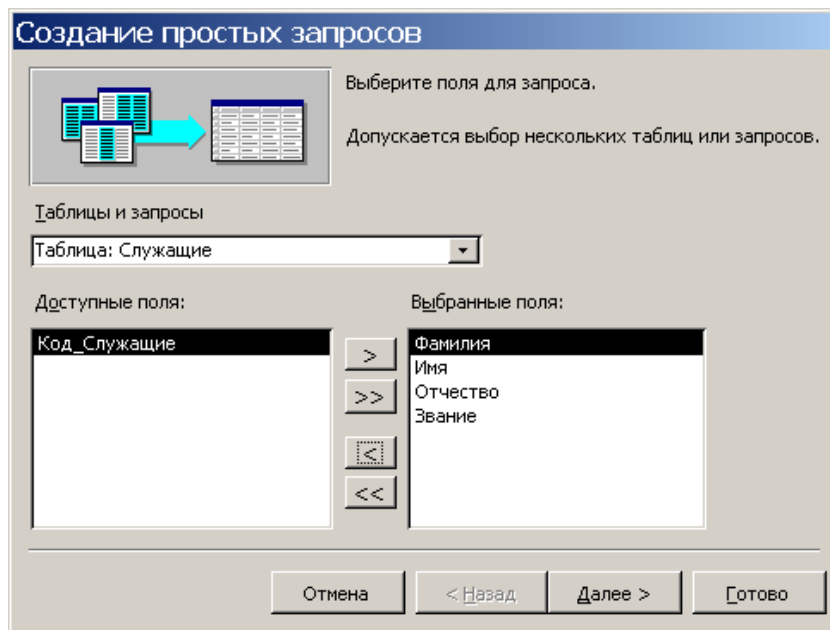 Создание простых запросов
Выберите поля для запроса.
Допускается выбор нескольких таблиц или запросов.
Таблицы и запросы
Таблица: Служащие
Доступные поля:
Выбранные поля:
Код_Служащие
>
>>
<
<<
Фамилия
Имя
Отчество
Звание
Отмена
< Назад
Далее >
Готово